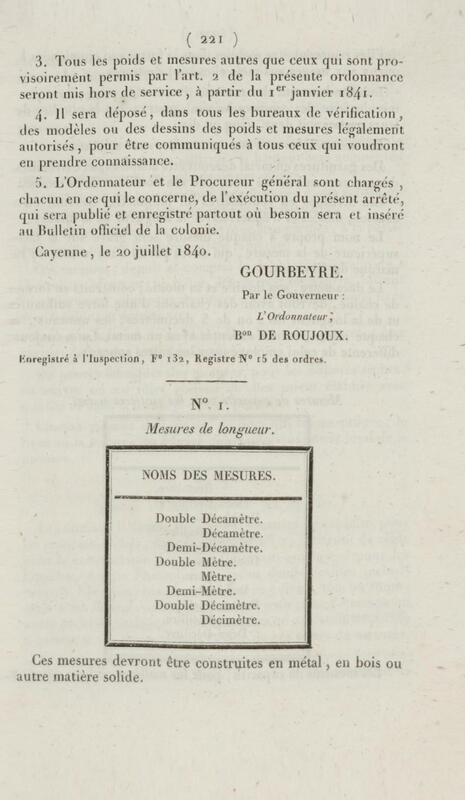 ( 221 )
3. Tous les poids et mesures autres que ceux qui sont pro-
visoirement permis par l'art. 2 de la présente ordonnance
seront mis hors de service, à partir du 1er janvier 1841.
4. Il sera déposé, dans tous les bureaux de vérification,
des modèles ou des dessins des poids et mesures légalement
autorisés, pour être communiqués à tous ceux qui voudront
en prendre connaissance.
5. L'Ordonnateur et le Procureur général sont chargés,
chacun en ce qui le concerne, de l'exécution du présent arrêté,
qui sera publié et enregistré partout où besoin sera et inséré
au Bulletin officiel de la colonie.
Cayenne, le 20 juillet 1840.
GOURBEYRE.
Par le Gouverneur :
L'Ordonnateur,
Bon DE ROUJOUX.
Enregistré à l'Inspection, F° 132, Registre N° 15 des ordres.
N° 1.
Mesures de longueur.
NOMS DES MESURES.
Double Décamètre.
Décamètre.
Demi-Décamètre.
Double Mètre.
Mètre.
Demi-Mètre.
Double Décimètre.
Décimètre.
Ces mesures devront être construites en métal, en bois ou
autre matière solide.